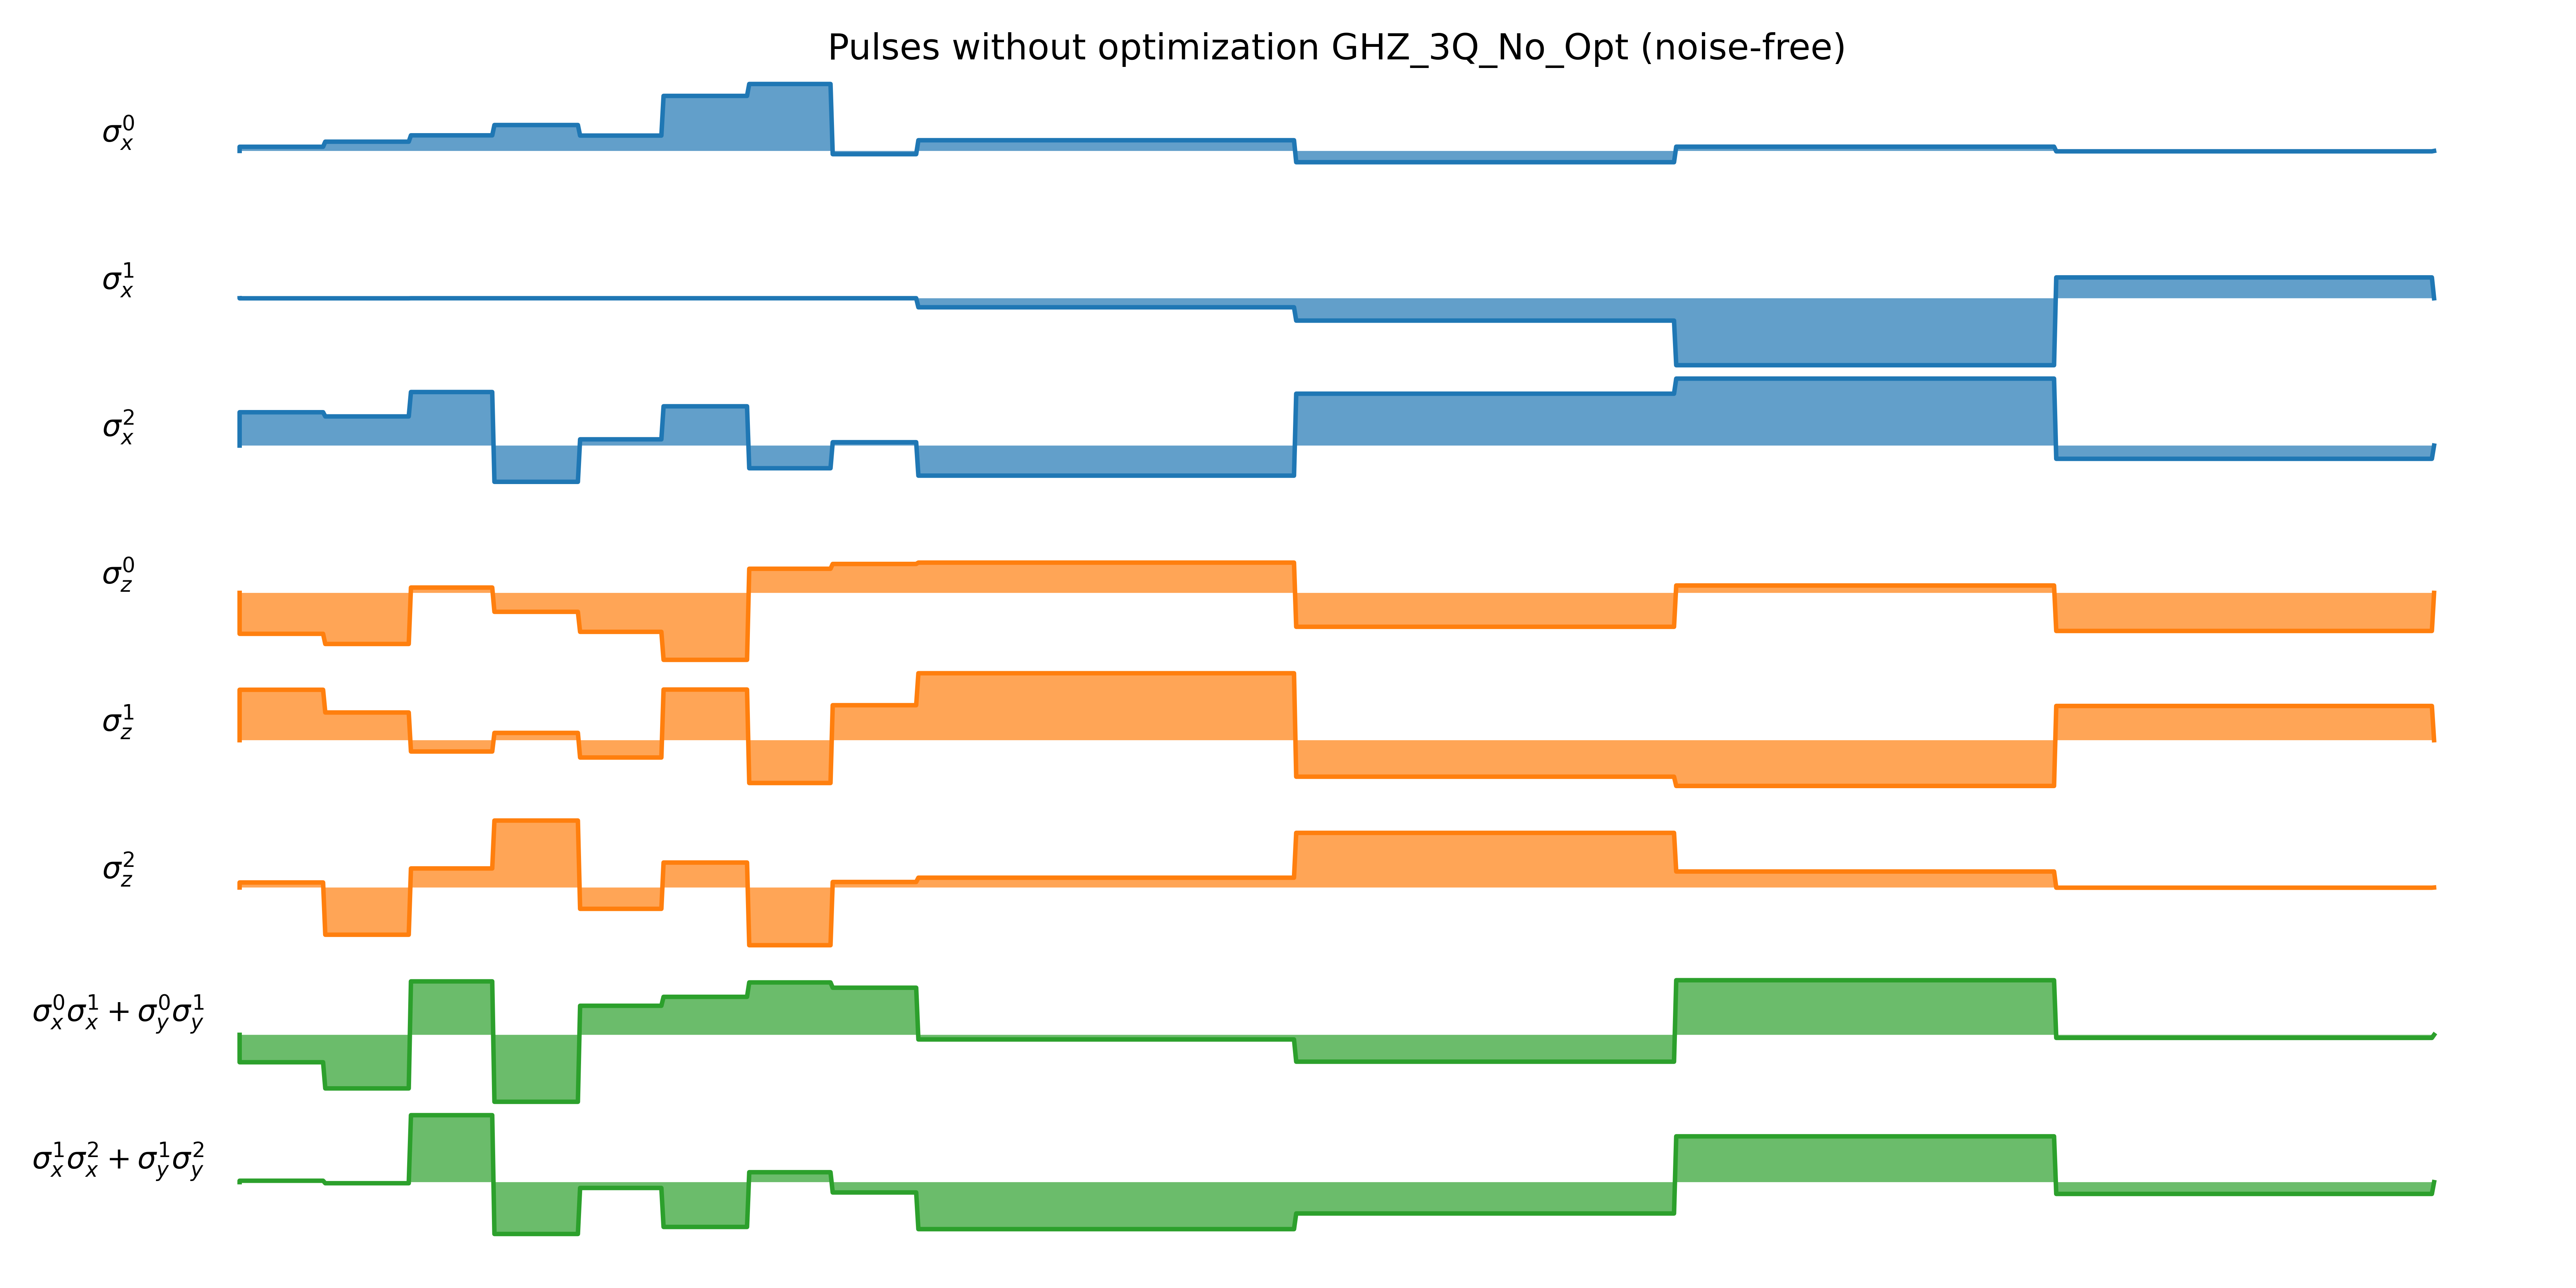 Pulses without optimization GHZ_3Q_No_Opt (noise-free)
σ_x^0
σ_x^1
σ_x^2
σ_z^0
σ_z^1
σ_z^2
σ_x^0σ_x^1 + σ_y^0σ_y^1
σ_x^1σ_x^2 + σ_y^1σ_y^2